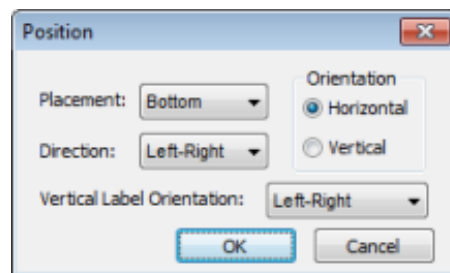 Position
Orientation
Placement: Bottom
Horizontal
Direction: Left-Right
Vertical
Vertical Label Orientation: Left-Right
OK Cancel